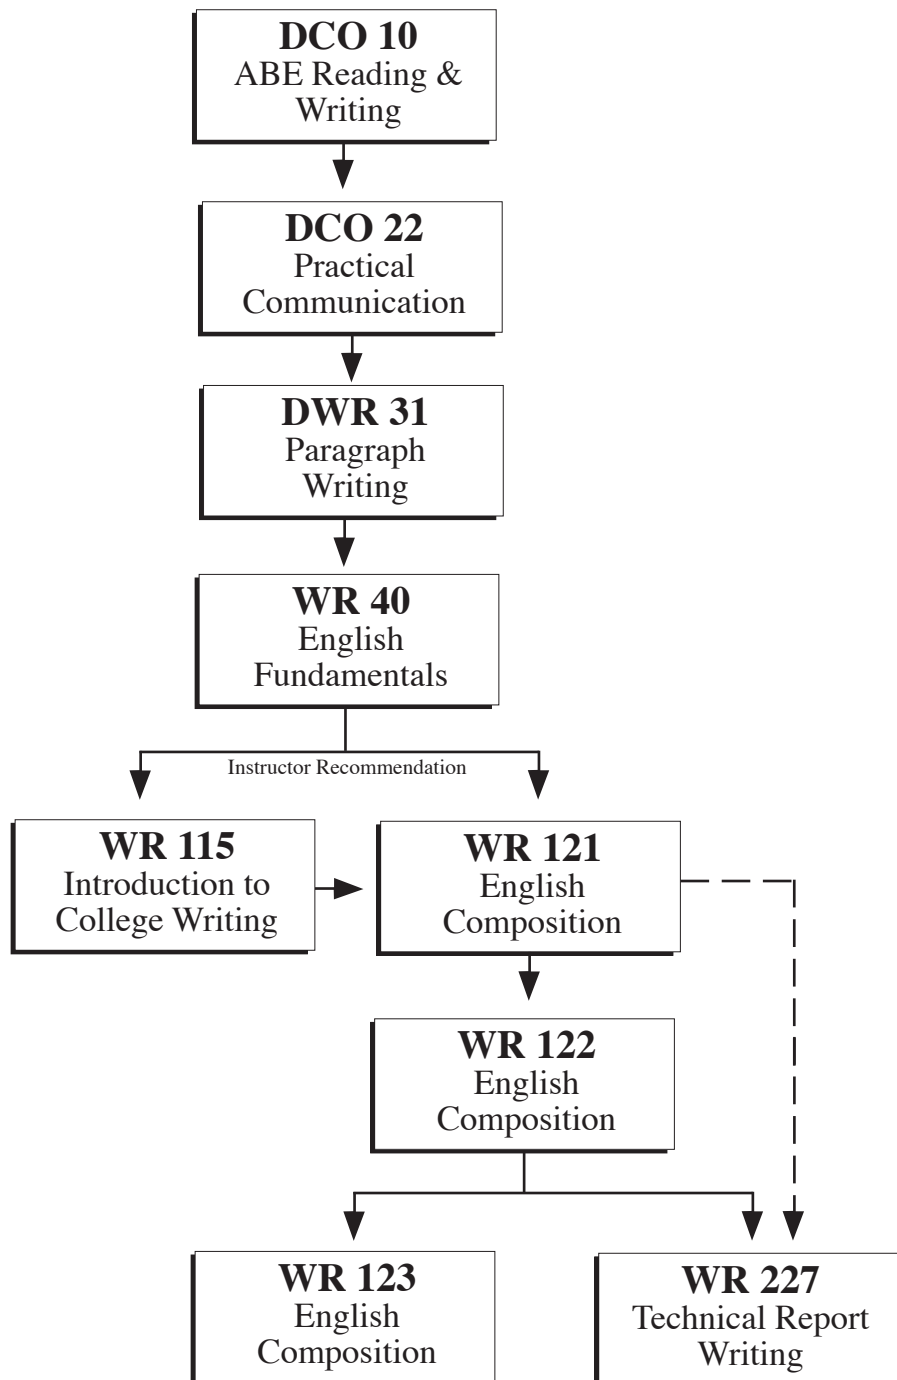 DCO 10
ABE Reading &
Writing
DCO 22
Practical
Communication
DWR 31
Paragraph
Writing
WR 40
English
Fundamentals
Instructor Recommendation
WR 115
Introduction to
College Writing
WR 121
English
Composition
WR 122
English
Composition
WR 123
English
Composition
WR 227
Technical Report
Writing